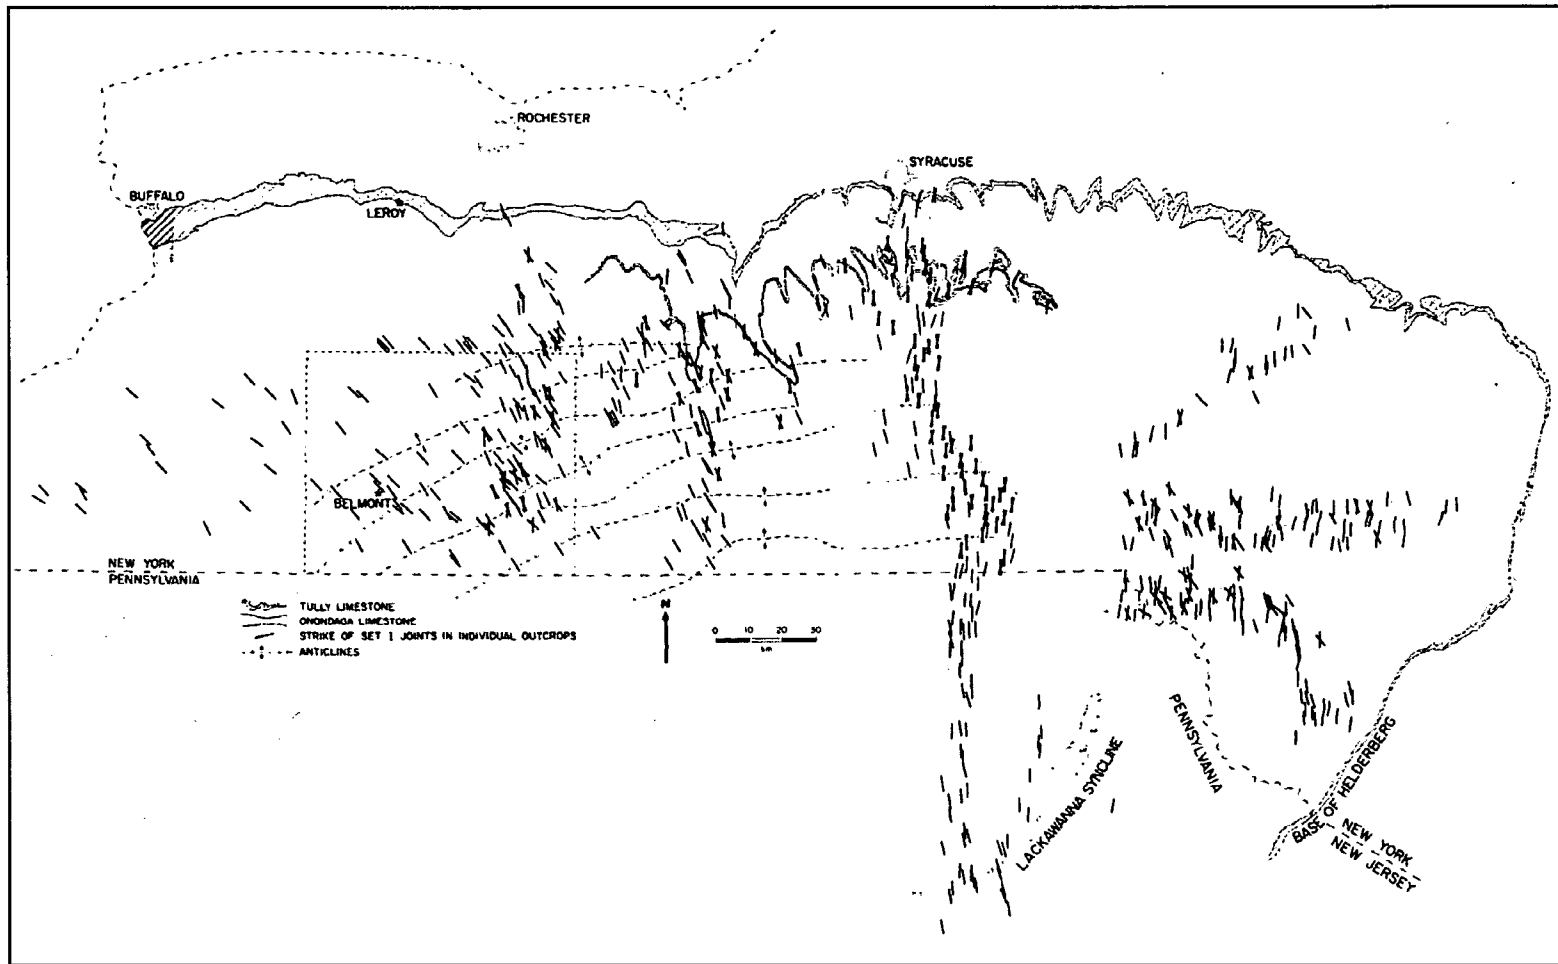 ROCHESTER
SYRACUSE
BUFFALO
LEROY
BELMONT
NEW YORK
PENNSYLVANIA
TULLY LIMESTONE
ONONDAGA LIMESTONE
STRIKE OF SET I JOINTS IN INDIVIDUAL OUTCROPS
ANTICLINES
N
0 10 20 30
km
LACKAWANNA SYNCLINE
PENNSYLVANIA
BASE OF HELDERBERG
NEW YORK
NEW JERSEY